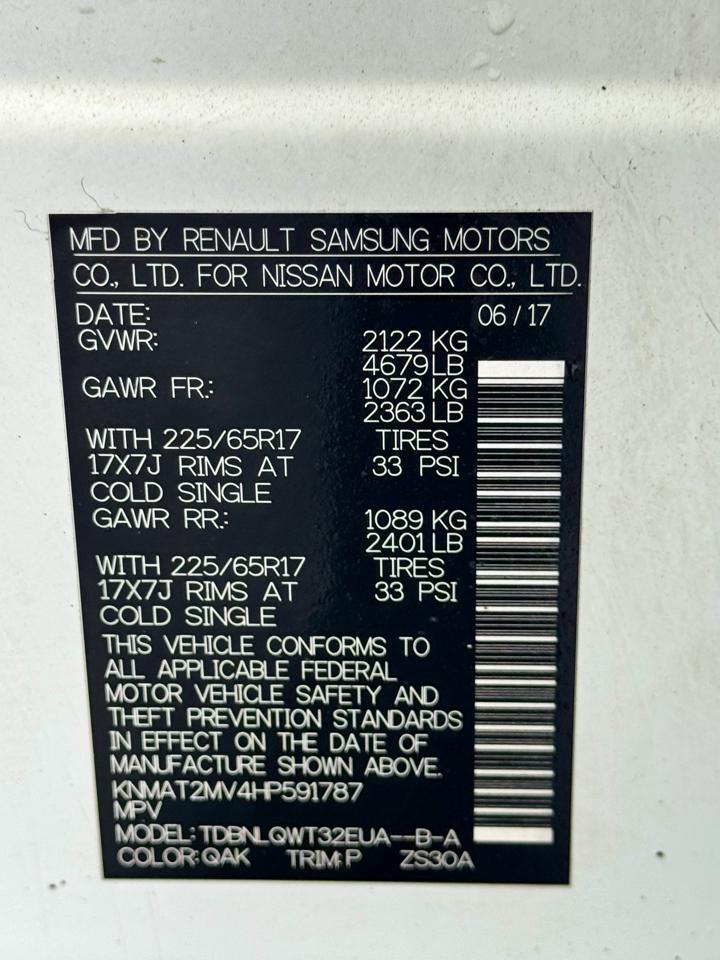 MFD BY RENAULT SAMSUNG MOTORS
CO., LTD. FOR NISSAN MOTOR CO., LTD.
DATE: 06/17
GVWR: 2122 KG
4679 LB
GAWR FR.: 1072 KG
2363 LB
WITH 225/65R17 TIRES
17X7J RIMS AT 33 PSI
COLD SINGLE
GAWR RR.: 1089 KG
2401 LB
WITH 225/65R17 TIRES
17X7J RIMS AT 33 PSI
COLD SINGLE
THIS VEHICLE CONFORMS TO
ALL APPLICABLE FEDERAL
MOTOR VEHICLE SAFETY AND
THEFT PREVENTION STANDARDS
IN EFFECT ON THE DATE OF
MANUFACTURE SHOWN ABOVE.
KNMAT2MV4HP591787
MPV
MODEL: TDBNLQWT32EUA--B-A
COLOR: QAK TRIM: P ZS30A